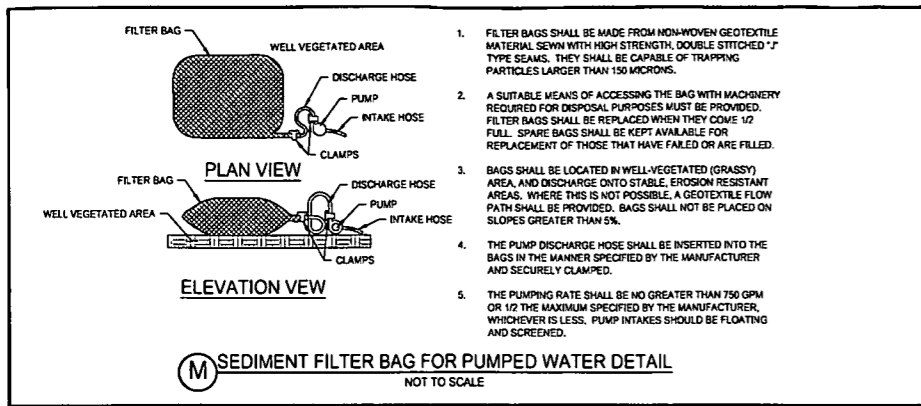 FILTER BAG
WELL VEGETATED AREA
DISCHARGE HOSE
PUMP
INTAKE HOSE
CLAMPS
PLAN VIEW
FILTER BAG
DISCHARGE HOSE
WELL VEGETATED AREA
PUMP
INTAKE HOSE
CLAMPS
ELEVATION VIEW
1. FILTER BAGS SHALL BE MADE FROM NON-WOVEN GEOTEXTILE
MATERIAL SEWN WITH HIGH STRENGTH, DOUBLE STITCHED "J"
TYPE SEAMS. THEY SHALL BE CAPABLE OF TRAPPING
PARTICLES LARGER THAN 150 MICRONS.
2. A SUITABLE MEANS OF ACCESSING THE BAG WITH MACHINERY
REQUIRED FOR DISPOSAL PURPOSES MUST BE PROVIDED.
FILTER BAGS SHALL BE REPLACED WHEN THEY COME 1/2
FULL. SPARE BAGS SHALL BE KEPT AVAILABLE FOR
REPLACEMENT OF THOSE THAT HAVE FAILED OR ARE FILLED.
3. BAGS SHALL BE LOCATED IN WELL-VEGETATED (GRASSY)
AREA, AND DISCHARGE ONTO STABLE, EROSION RESISTANT
AREAS. WHERE THIS IS NOT POSSIBLE, A GEOTEXTILE FLOW
PATH SHALL BE PROVIDED. BAGS SHALL NOT BE PLACED ON
SLOPES GREATER THAN 5%.
4. THE PUMP DISCHARGE HOSE SHALL BE INSERTED INTO THE
BAGS IN THE MANNER SPECIFIED BY THE MANUFACTURER
AND SECURELY CLAMPED.
5. THE PUMPING RATE SHALL BE NO GREATER THAN 750 GPM
OR 1/2 THE MAXIMUM SPECIFIED BY THE MANUFACTURER,
WHICHEVER IS LESS. PUMP INTAKES SHOULD BE FLOATING
AND SCREENED.
M SEDIMENT FILTER BAG FOR PUMPED WATER DETAIL
NOT TO SCALE